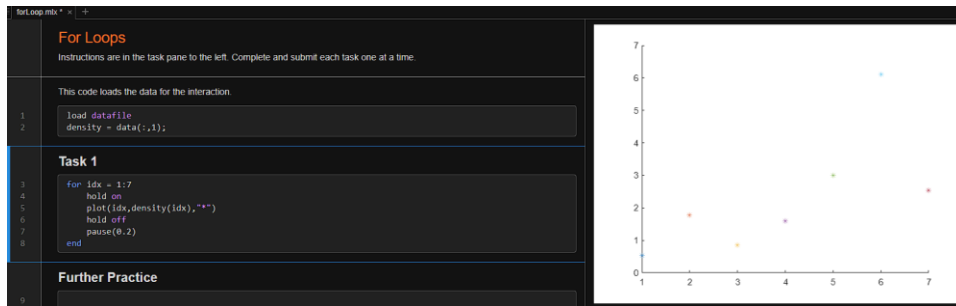 forLoop.mlx * × +
For Loops
Instructions are in the task pane to the left. Complete and submit each task one at a time.
This code loads the data for the interaction.
1 load datafile
2 density = data(:,1);
Task 1
3 for idx = 1:7
4 hold on
5 plot(idx,density(idx),"*")
6 hold off
7 pause(0.2)
8 end
Further Practice
9
7
6
5
4
3
2
1
0
1 2 3 4 5 6 7